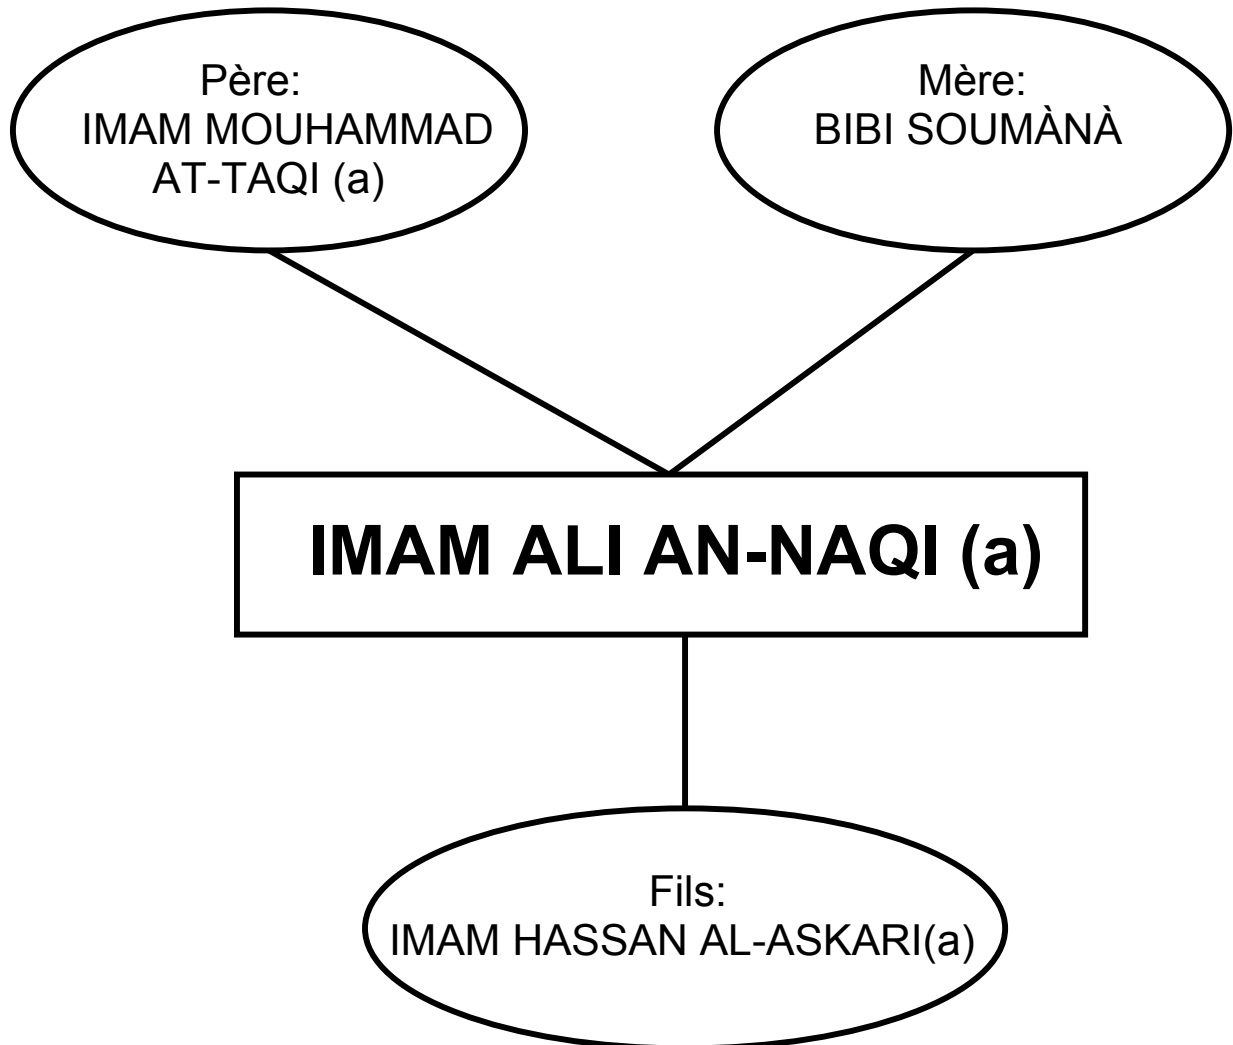 Père:
IMAM MOUHAMMAD
AT-TAQI (a)
Mère:
BIBI SOUMÀNÀ
IMAM ALI AN-NAQI (a)
Fils:
IMAM HASSAN AL-ASKARI(a)